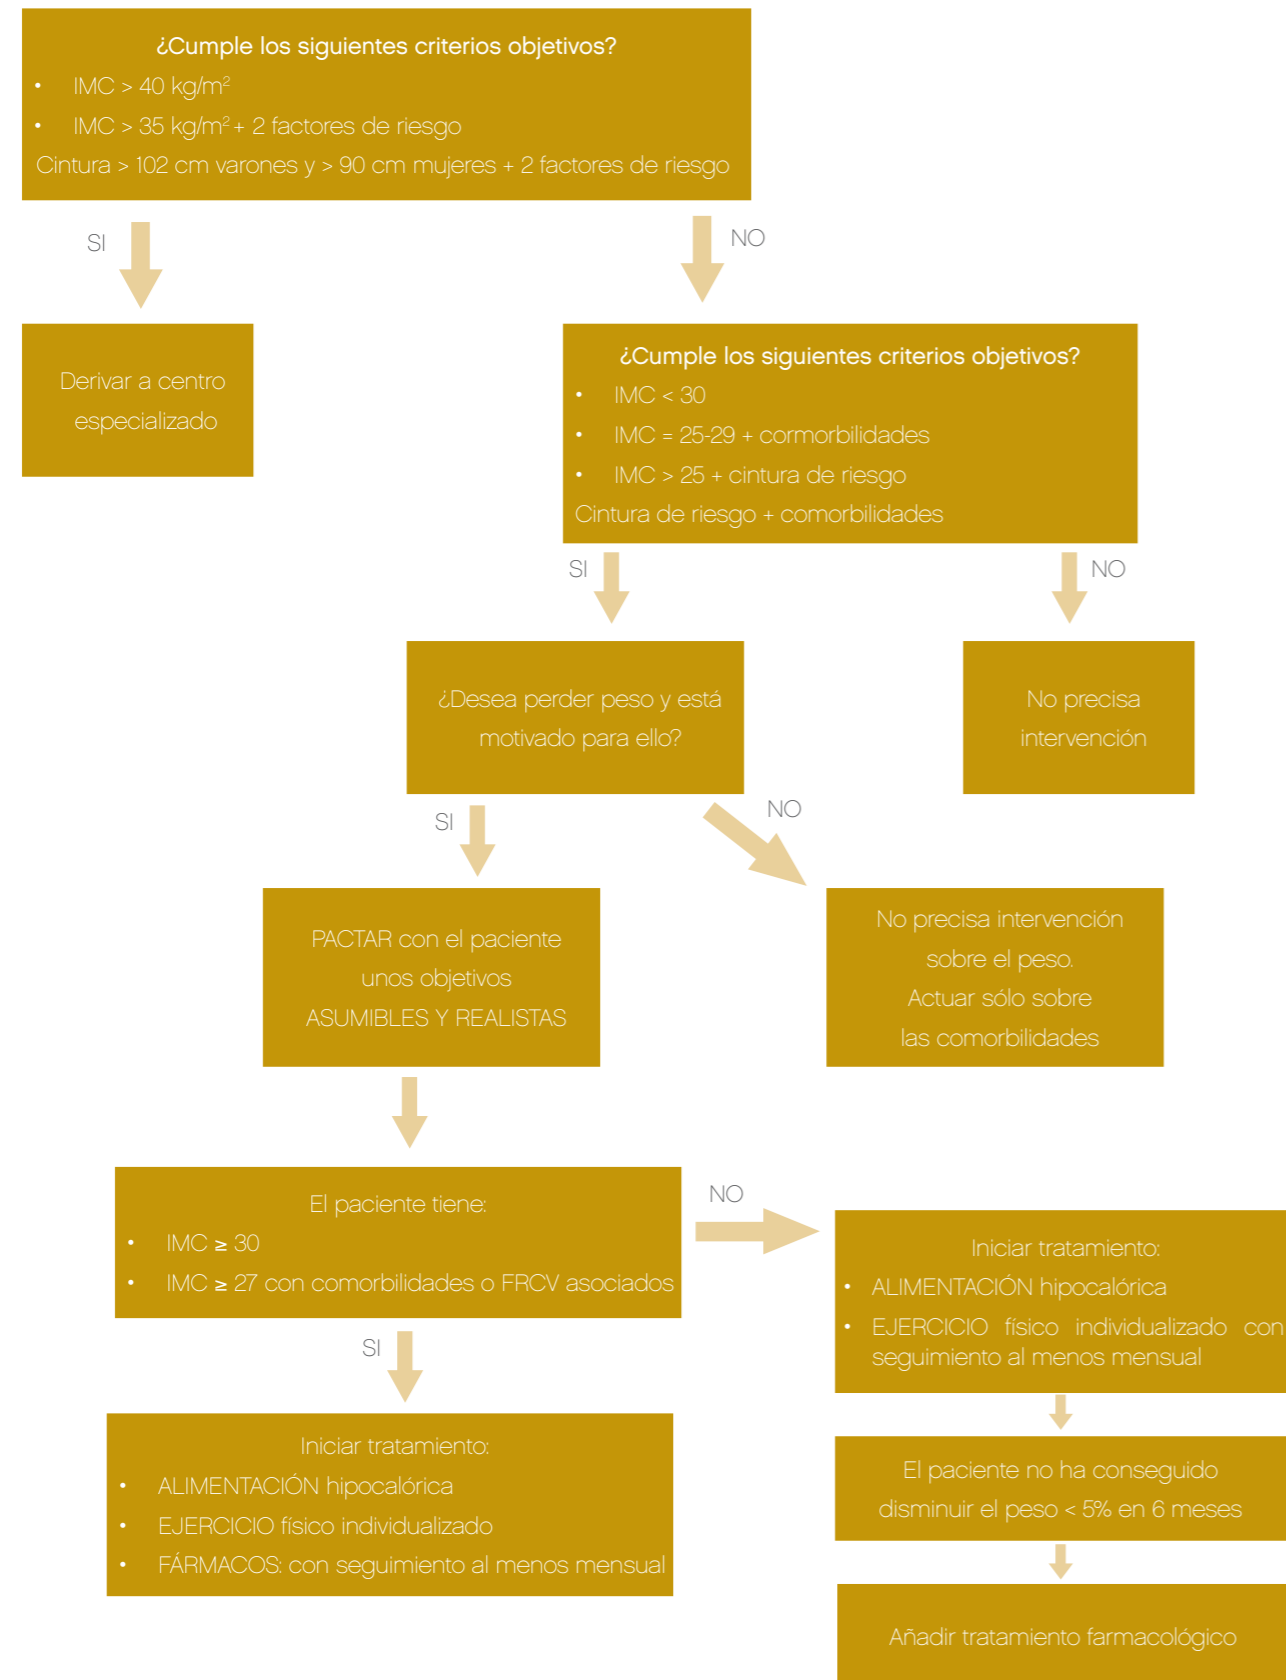 ¿Cumple los siguientes criterios objetivos?
• IMC > 40 kg/m²
• IMC > 35 kg/m² + 2 factores de riesgo
Cintura > 102 cm varones y > 90 cm mujeres + 2 factores de riesgo
SI
NO
Derivar a centro
especializado
¿Cumple los siguientes criterios objetivos?
• IMC < 30
• IMC = 25-29 + cormorbilidades
• IMC > 25 + cintura de riesgo
Cintura de riesgo + comorbilidades
SI
NO
¿Desea perder peso y está
motivado para ello?
No precisa
intervención
SI
NO
PACTAR con el paciente
unos objetivos
ASUMIBLES Y REALISTAS
No precisa intervención
sobre el peso.
Actuar sólo sobre
las comorbilidades
El paciente tiene:
• IMC ≥ 30
• IMC ≥ 27 con comorbilidades o FRCV asociados
NO
SI
Iniciar tratamiento:
• ALIMENTACIÓN hipocalórica
• EJERCICIO físico individualizado con
seguimiento al menos mensual
Iniciar tratamiento:
• ALIMENTACIÓN hipocalórica
• EJERCICIO físico individualizado
• FÁRMACOS: con seguimiento al menos mensual
El paciente no ha conseguido
disminuir el peso < 5% en 6 meses
Añadir tratamiento farmacológico